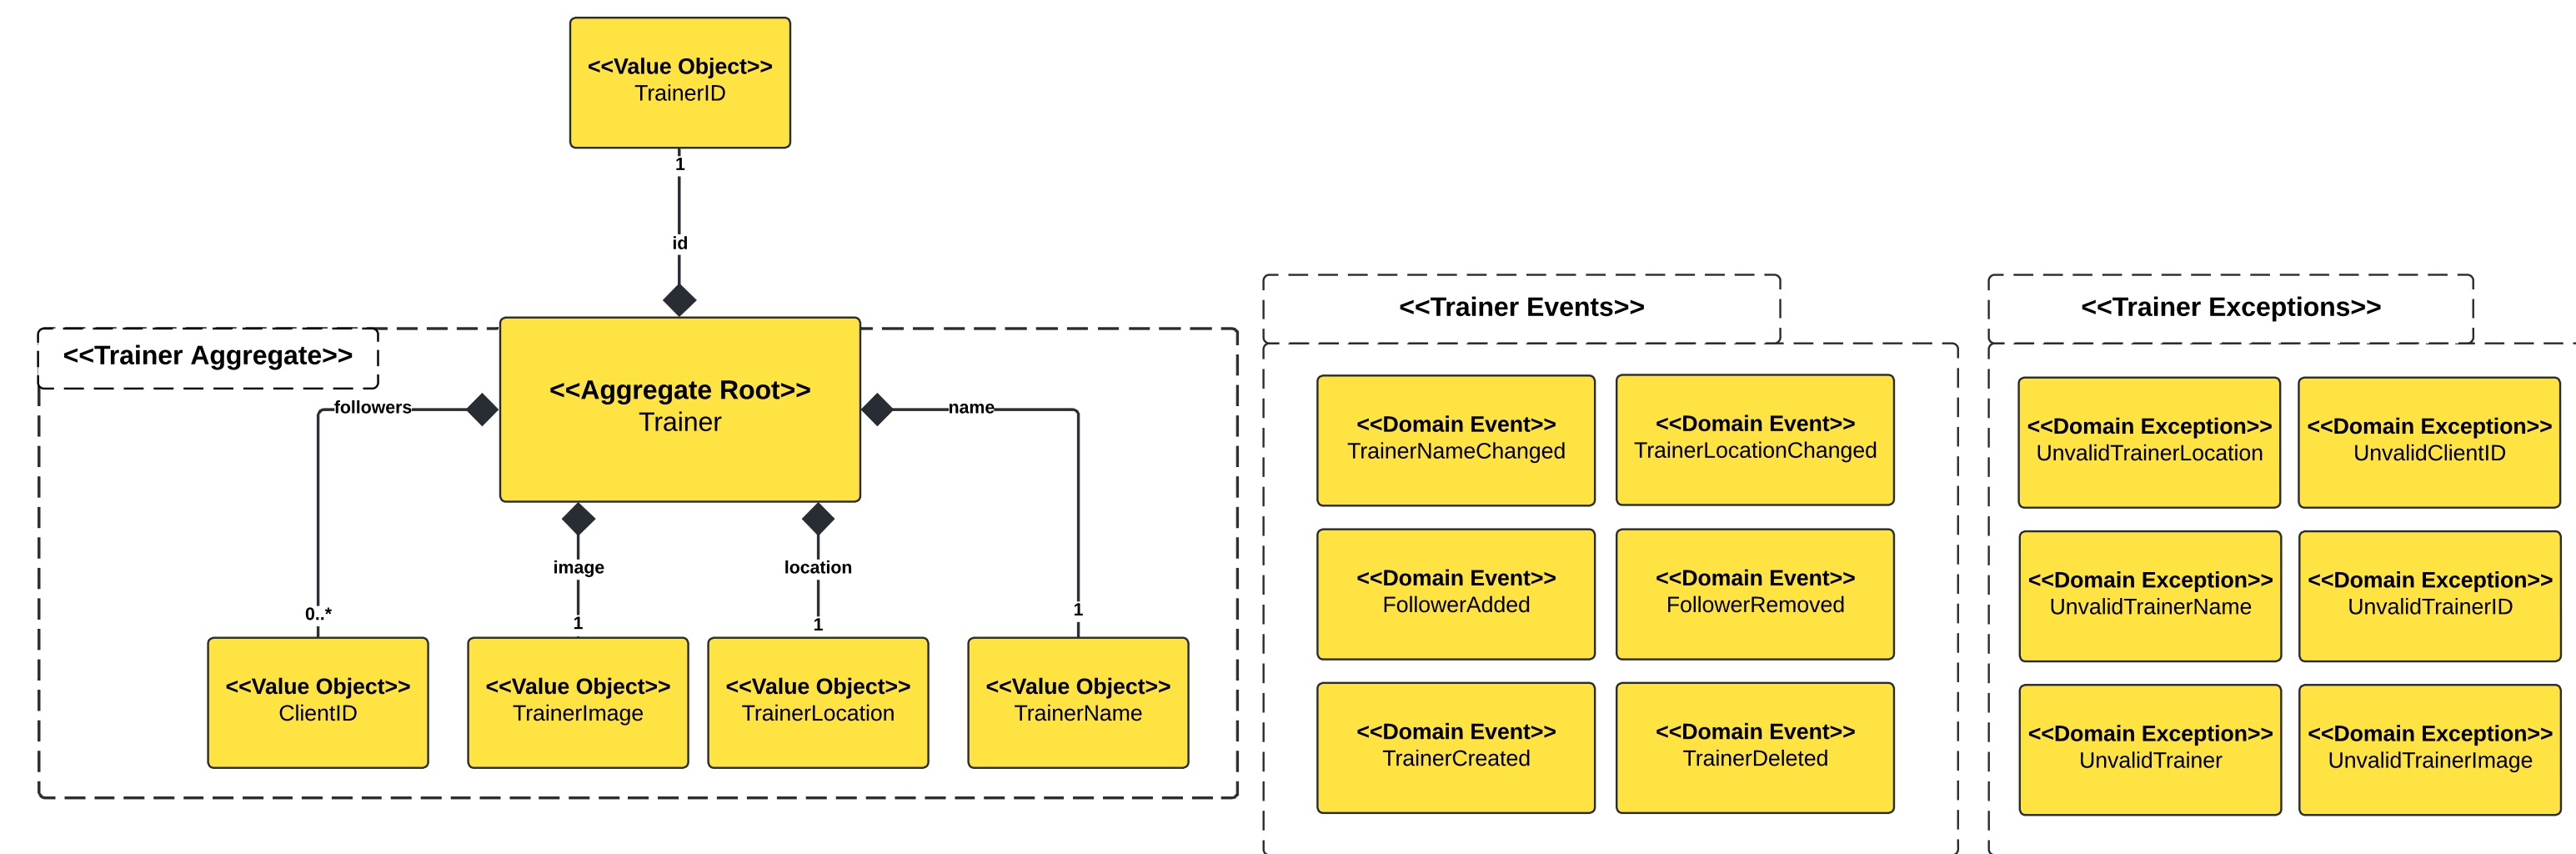 <<Value Object>>
TrainerID
1
id
<<Trainer Aggregate>>
<<Aggregate Root>>
Trainer
followers
name
image
location
0..*
1
1
1
<<Value Object>>
ClientID
<<Value Object>>
TrainerImage
<<Value Object>>
TrainerLocation
<<Value Object>>
TrainerName
<<Trainer Events>>
<<Domain Event>>
TrainerNameChanged
<<Domain Event>>
TrainerLocationChanged
<<Domain Event>>
FollowerAdded
<<Domain Event>>
FollowerRemoved
<<Domain Event>>
TrainerCreated
<<Domain Event>>
TrainerDeleted
<<Trainer Exceptions>>
<<Domain Exception>>
UnvalidTrainerLocation
<<Domain Exception>>
UnvalidClientID
<<Domain Exception>>
UnvalidTrainerName
<<Domain Exception>>
UnvalidTrainerID
<<Domain Exception>>
UnvalidTrainer
<<Domain Exception>>
UnvalidTrainerImage